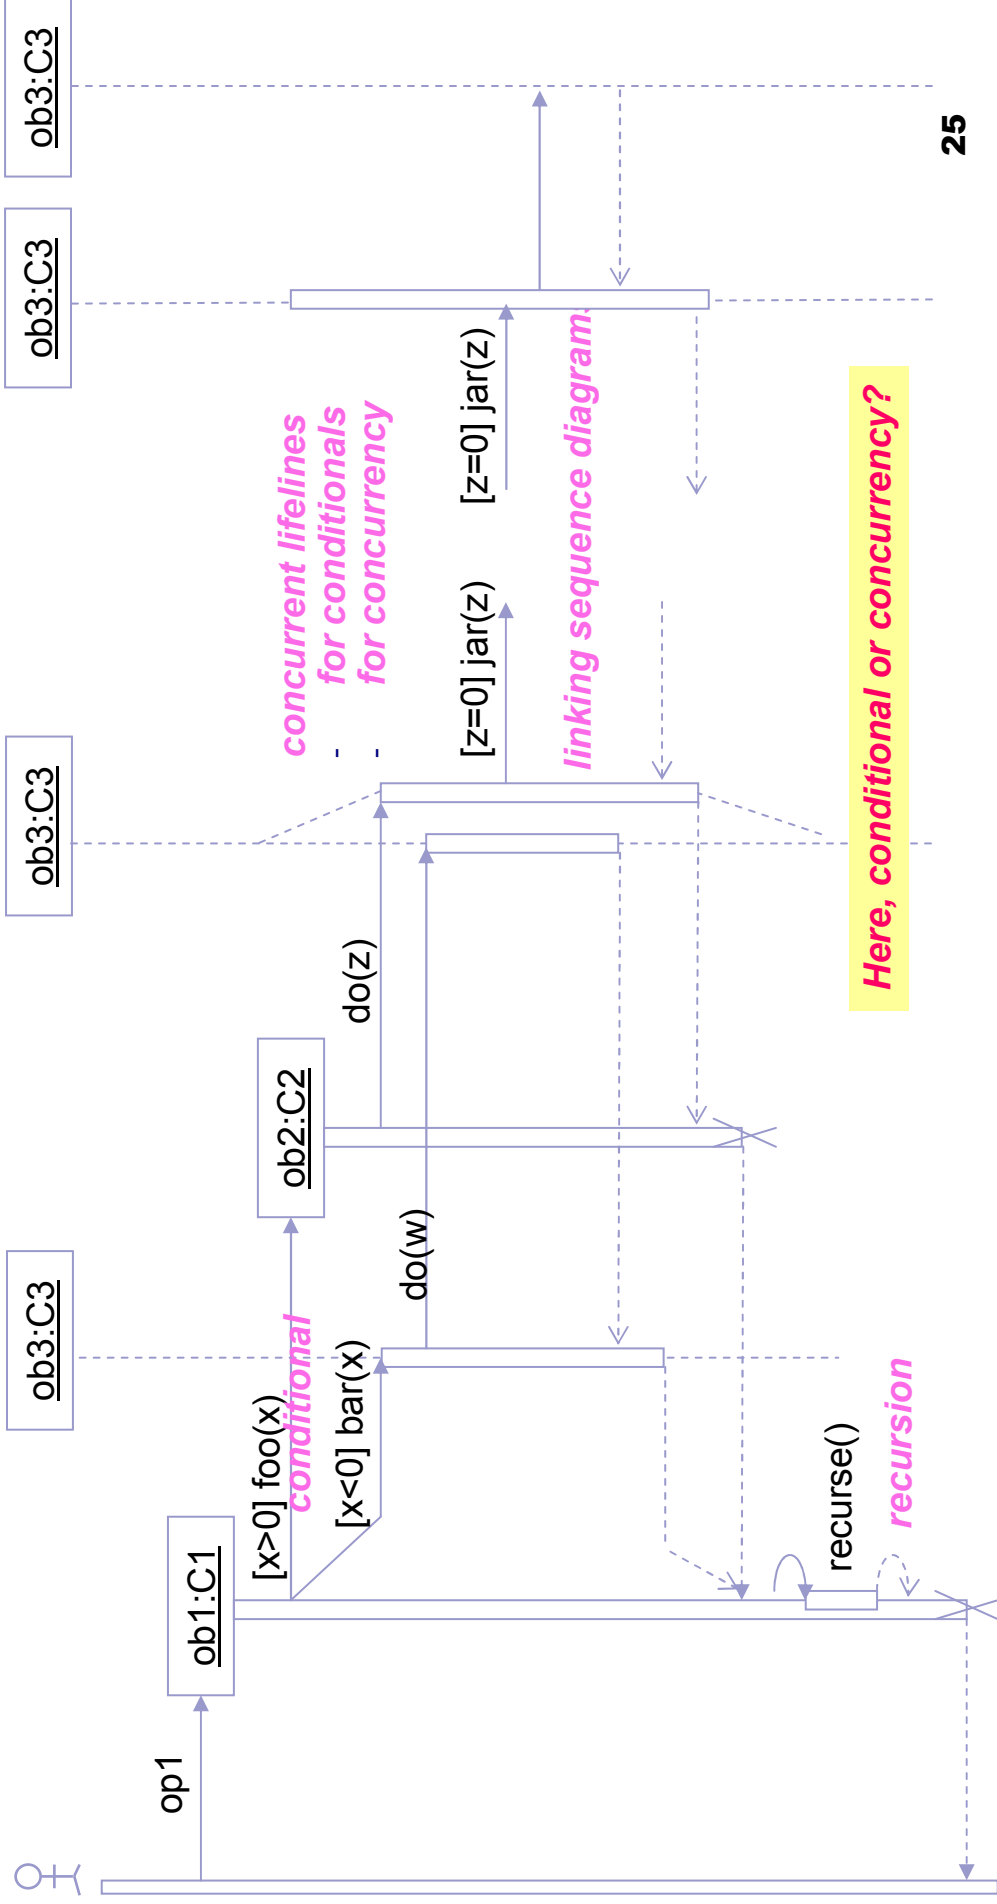 ob3:C3
ob3:C3
ob3:C3
ob3:C3
ob1:C1
op1
ob2:C2
[x>0] foo(x)
conditional
[x<0] bar(x)
do(z)
do(w)
concurrent lifelines
- for conditionals
- for concurrency
[z=0] jar(z)
[z=0] jar(z)
linking sequence diagrams
recurse()
recursion
Here, conditional or concurrency?
25